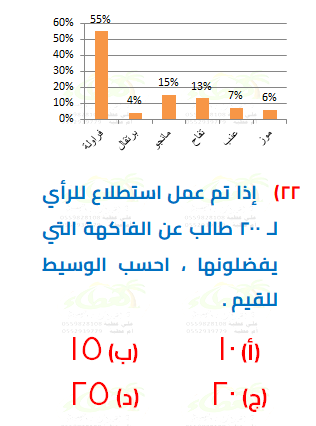 60%
50%
40%
30%
20%
10%
0%
55%
4%
15%
13%
7%
6%
فراولة
برتقال
مانجو
تفاح
عنب
موز
٢٢) إذا تم عمل استطلاع للرأي
لـ ٢٠٠ طالب عن الفاكهة التي
يفضلونها ، احسب الوسيط
للقيم .
(أ) ١٠ (ب) ١٥
(ج) ٢٠ (د) ٢٥